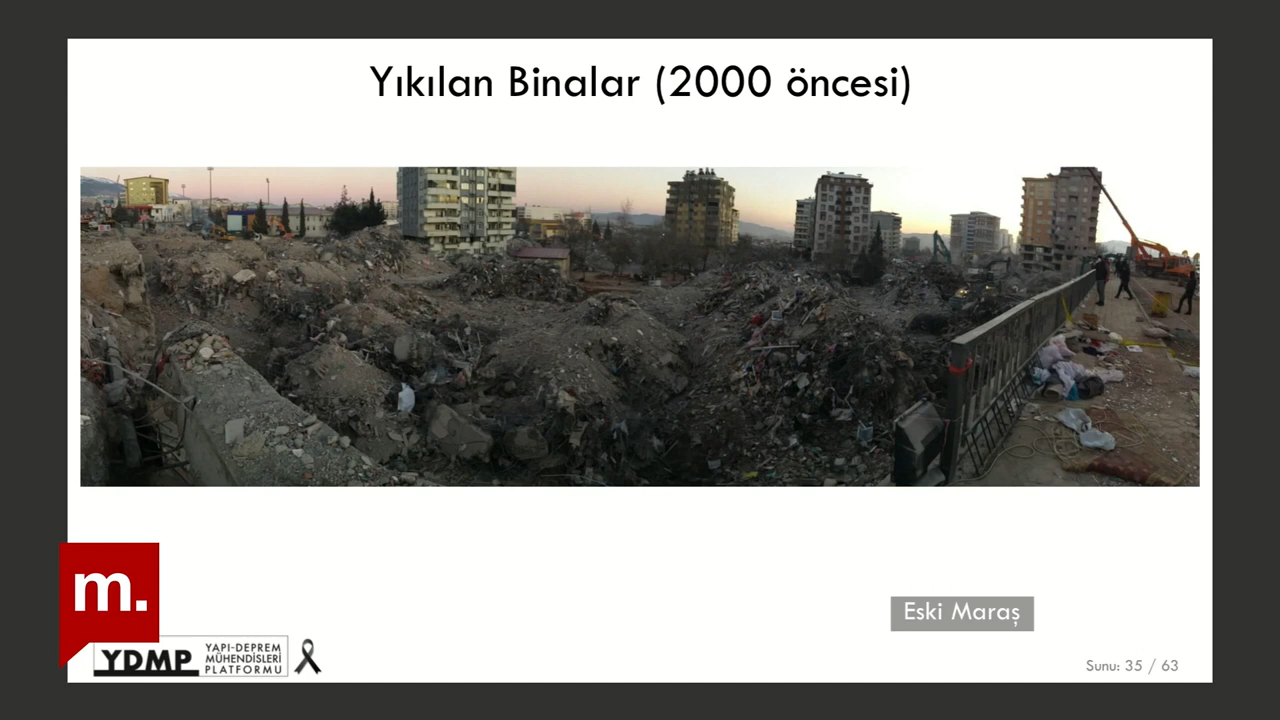 Yıkılan Binalar (2000 öncesi)
m.
Eski Maraş
YDMP
YAPI-DEPREM
MÜHENDİSLERİ
PLATFORMU
Sunu: 35 / 63